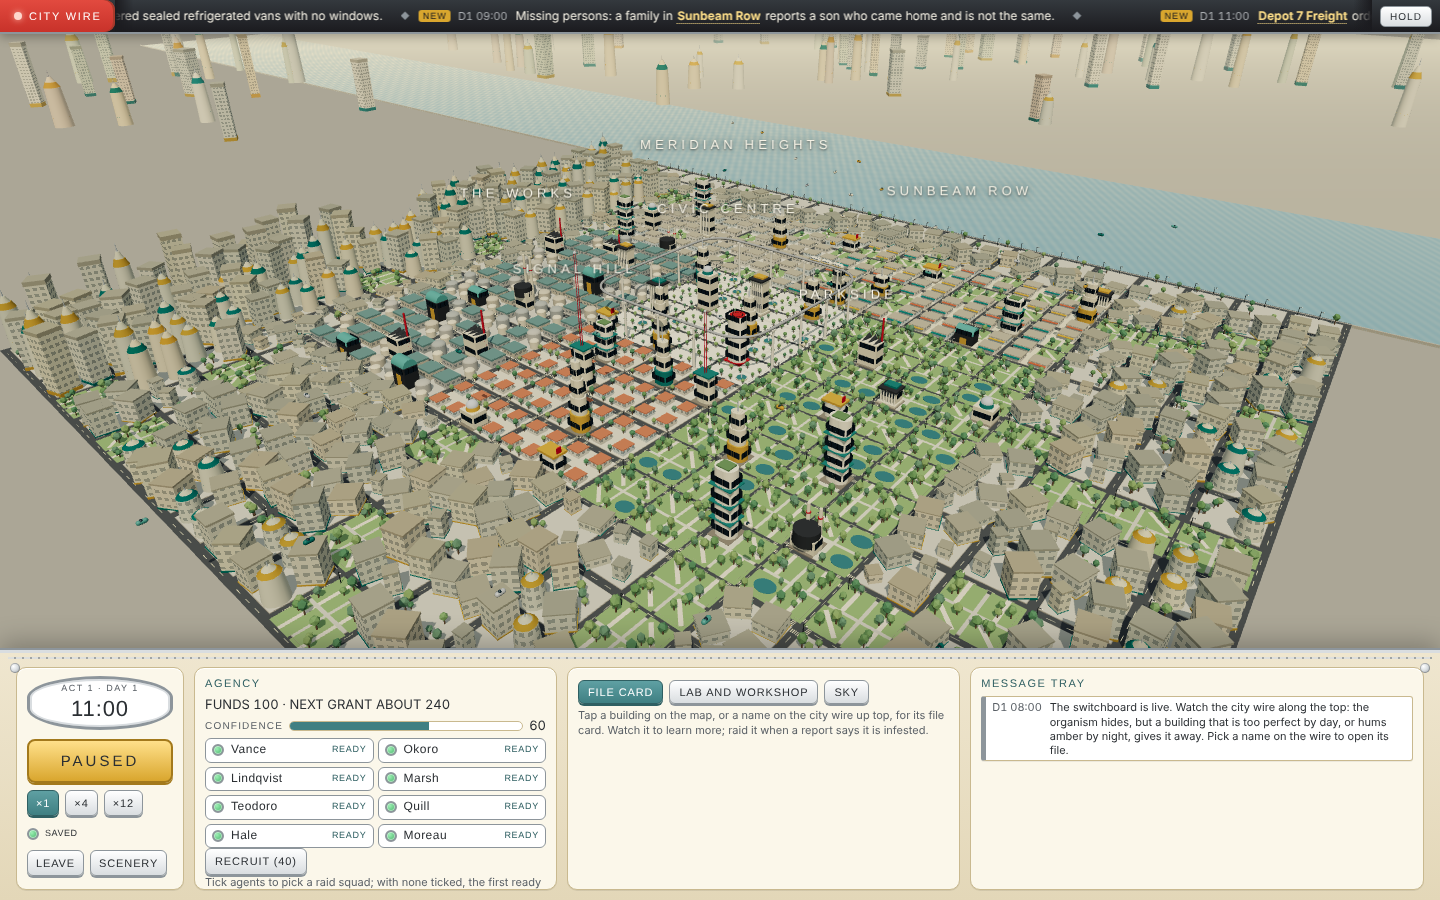 CITY WIRE
red sealed refrigerated vans with no windows.
NEW D1 09:00 Missing persons: a family in Sunbeam Row reports a son who came home and is not the same.
NEW D1 11:00 Depot 7 Freight
HOLD
MERIDIAN HEIGHTS
THE WORKS
SUNBEAM ROW
CIVIC CENTRE
SIGNAL HILL
PARKSIDE
ACT 1 · DAY 1
11:00
PAUSED
×1 ×4 ×12
SAVED
LEAVE SCENERY
AGENCY
FUNDS 100 · NEXT GRANT ABOUT 240
CONFIDENCE 60
Vance READY Okoro READY
Lindqvist READY Marsh READY
Teodoro READY Quill READY
Hale READY Moreau READY
RECRUIT (40)
Tick agents to pick a raid squad; with none ticked, the first ready
FILE CARD LAB AND WORKSHOP SKY
Tap a building on the map, or a name on the city wire up top, for its file
card. Watch it to learn more; raid it when a report says it is infested.
MESSAGE TRAY
D1 08:00 The switchboard is live. Watch the city wire along the top: the
organism hides, but a building that is too perfect by day, or hums
amber by night, gives it away. Pick a name on the wire to open its
file.